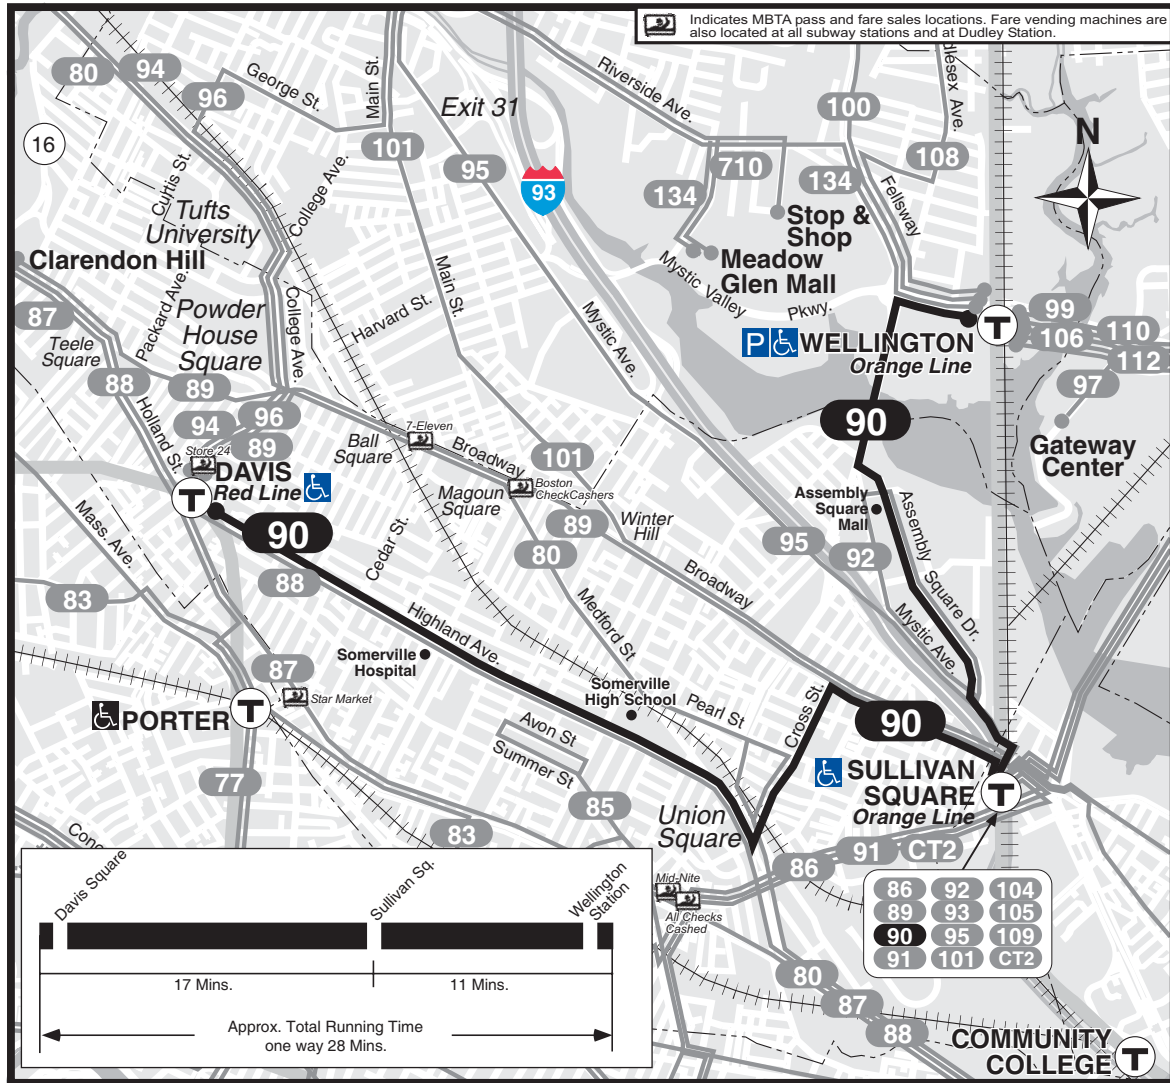 Indicates MBTA pass and fare sales locations. Fare vending machines are
also located at all subway stations and at Dudley Station.
80
94
96
George St.
Main St.
101
Exit 31
95
93
Riverside Ave.
100
dlesex Ave.
108
N
16
Curtis St.
College Ave.
Tufts
University
134
710
134
Fellsway
Stop &
Shop
Meadow
Glen Mall
Mystic Valley
Pkwy.
Clarendon Hill
87
Teele
Square
Packard Ave.
Powder
House
Square
College Ave.
Harvard St.
Main St.
Mystic Ave.
P
WELLINGTON
Orange Line
T
99
106
110
112
97
Gateway
Center
88
89
94
96
89
Holland St.
Store 24
DAVIS
Red Line
T
90
88
Ball
Square
7-Eleven
Broadway
Magoun
Square
Boston
CheckCashers
101
89
Winter
Hill
80
Cedar St.
90
Assembly
Square
Mall
Assembly Square Dr.
95
92
Mystic Ave.
Broadway
Mass. Ave.
83
87
Star Market
PORTER
T
77
Highland Ave.
Somerville
Hospital
Medford St
Somerville
High School
Pearl St
Cross St.
90
SULLIVAN
SQUARE
Orange Line
T
Avon St
Summer St
85
83
Union
Square
86
91
CT2
Conc
Mid-Nite
All Checks
Cashed
86 92 104
89 93 105
90 95 109
91 101 CT2
80
87
88
COMMUNITY
COLLEGE
T
Davis Square
Sullivan Sq.
Wellington
Station
17 Mins.
11 Mins.
Approx. Total Running Time
one way 28 Mins.